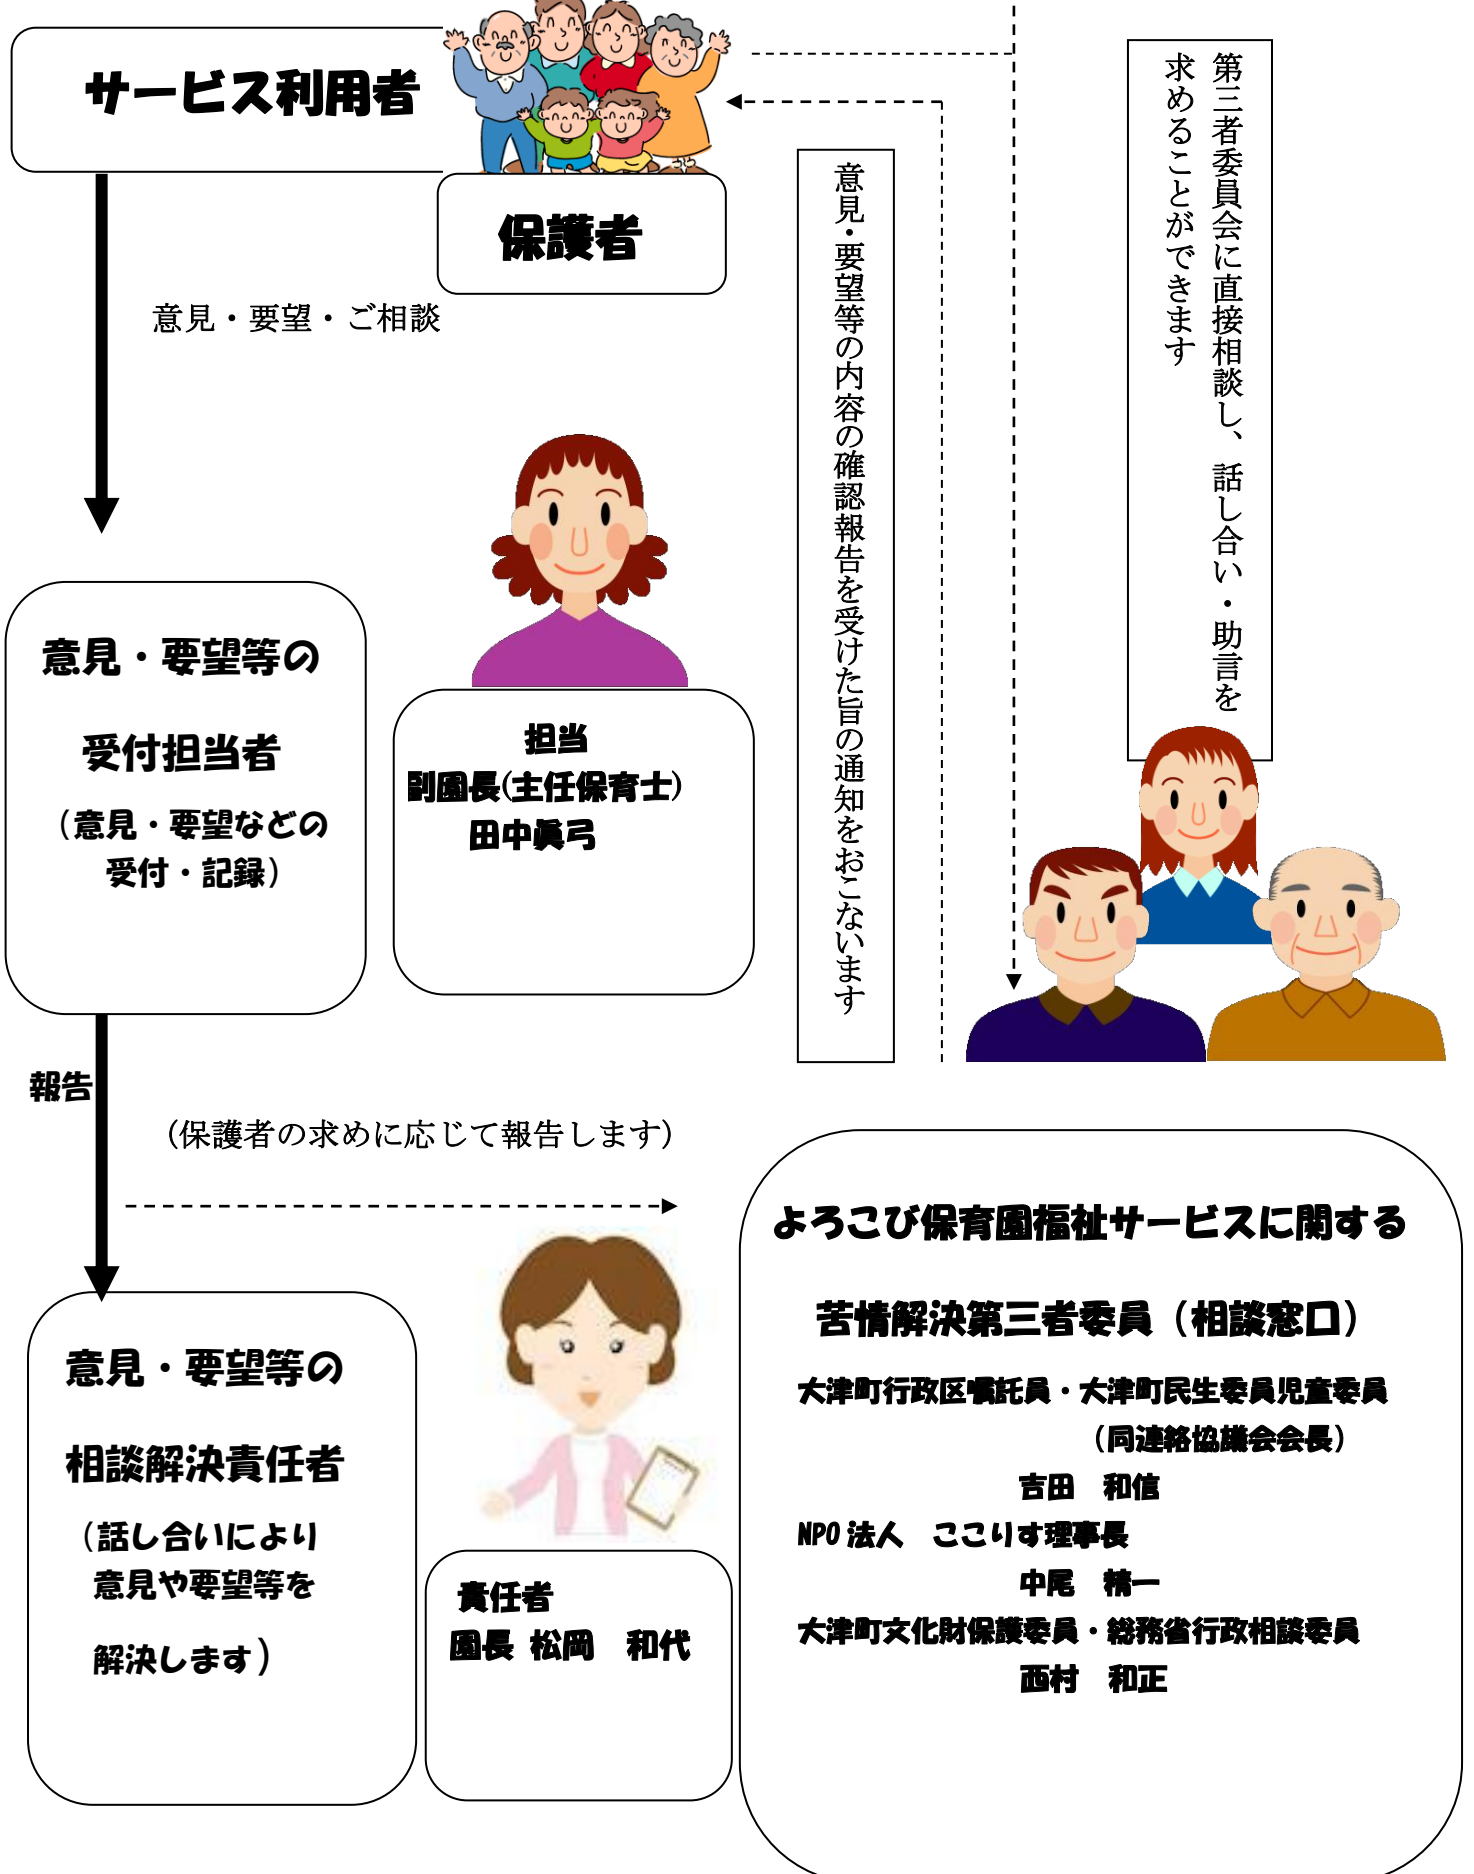 サービス利用者
保護者
意見・要望・ご相談
第三者委員会に直接相談し、話し合い・助言を
求めることができます
意見・要望等の内容の確認報告を受けた旨の通知をおこないます
意見・要望等の
受付担当者
（意見・要望などの
受付・記録）
担当
副園長(主任保育士)
田中眞弓
報告
（保護者の求めに応じて報告します）
意見・要望等の
相談解決責任者
（話し合いにより
意見や要望等を
解決します）
責任者
園長 松岡　和代
よろこび保育園福祉サービスに関する
苦情解決第三者委員（相談窓口）
大津町行政区嘱託員・大津町民生委員児童委員
（同連絡協議会会長）
吉田　和信
NPO 法人　ここりす理事長
中尾　精一
大津町文化財保護委員・総務省行政相談委員
西村　和正